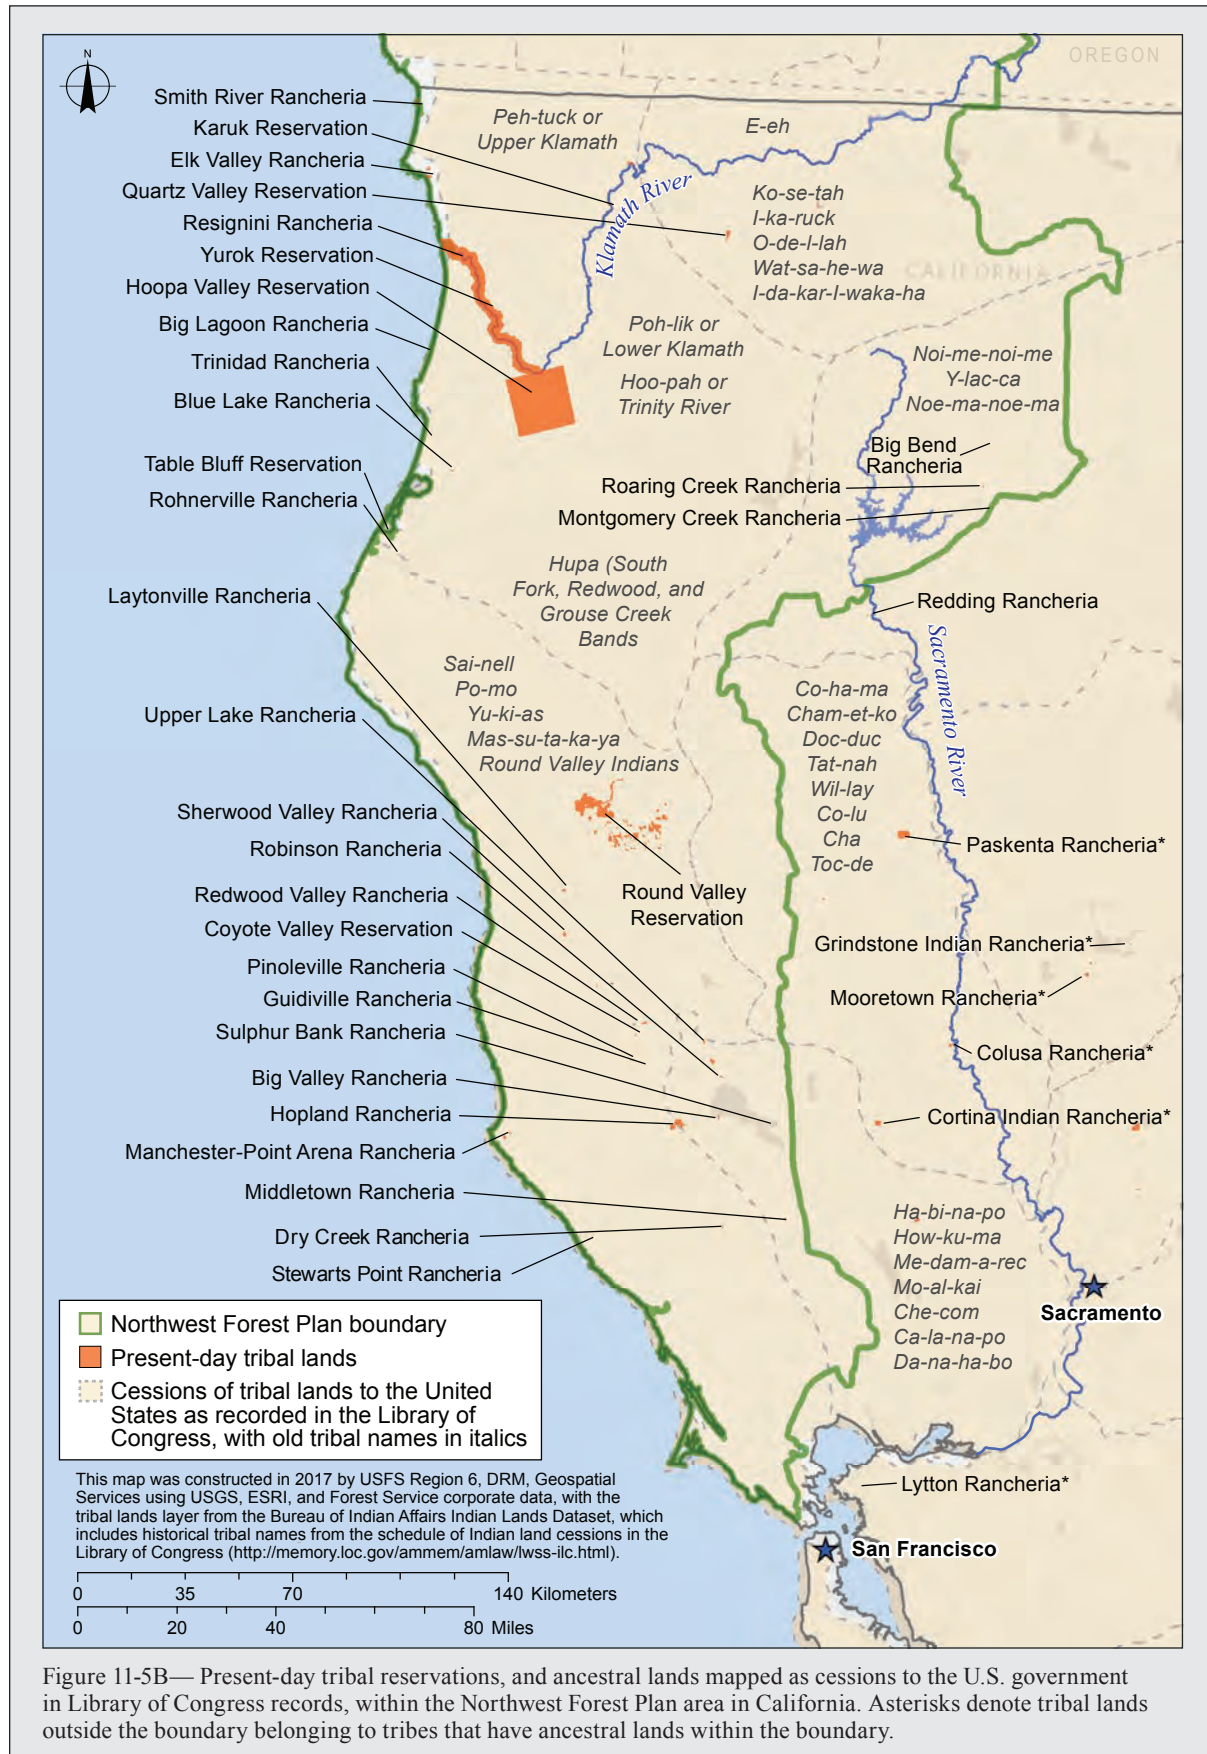 N
OREGON
Smith River Rancheria
Karuk Reservation
Elk Valley Rancheria
Quartz Valley Reservation
Resignini Rancheria
Yurok Reservation
Hoopa Valley Reservation
Big Lagoon Rancheria
Trinidad Rancheria
Blue Lake Rancheria
Table Bluff Reservation
Rohnerville Rancheria
Laytonville Rancheria
Upper Lake Rancheria
Sherwood Valley Rancheria
Robinson Rancheria
Redwood Valley Rancheria
Coyote Valley Reservation
Pinoleville Rancheria
Guidiville Rancheria
Sulphur Bank Rancheria
Big Valley Rancheria
Hopland Rancheria
Manchester-Point Arena Rancheria
Middletown Rancheria
Dry Creek Rancheria
Stewarts Point Rancheria
Peh-tuck or
Upper Klamath
E-eh
Klamath River
Ko-se-tah
I-ka-ruck
O-de-I-lah
Wat-sa-he-wa
I-da-kar-I-waka-ha
CALIFORNIA
Poh-lik or
Lower Klamath
Hoo-pah or
Trinity River
Noi-me-noi-me
Y-lac-ca
Noe-ma-noe-ma
Big Bend
Rancheria
Roaring Creek Rancheria
Montgomery Creek Rancheria
Hupa (South
Fork, Redwood, and
Grouse Creek
Bands
Redding Rancheria
Sacramento River
Sai-nell
Po-mo
Yu-ki-as
Mas-su-ta-ka-ya
Round Valley Indians
Co-ha-ma
Cham-et-ko
Doc-duc
Tat-nah
Wil-lay
Co-lu
Cha
Toc-de
Round Valley
Reservation
Paskenta Rancheria*
Grindstone Indian Rancheria*
Mooretown Rancheria*
Colusa Rancheria*
Cortina Indian Rancheria*
Ha-bi-na-po
How-ku-ma
Me-dam-a-rec
Mo-al-kai
Che-com
Ca-la-na-po
Da-na-ha-bo
Sacramento
Lytton Rancheria*
San Francisco
Northwest Forest Plan boundary
Present-day tribal lands
Cessions of tribal lands to the United
States as recorded in the Library of
Congress, with old tribal names in italics
This map was constructed in 2017 by USFS Region 6, DRM, Geospatial
Services using USGS, ESRI, and Forest Service corporate data, with the
tribal lands layer from the Bureau of Indian Affairs Indian Lands Dataset, which
includes historical tribal names from the schedule of Indian land cessions in the
Library of Congress (http://memory.loc.gov/ammem/amlaw/lwss-ilc.html).
0 35 70 140 Kilometers
0 20 40 80 Miles
Figure 11-5B— Present-day tribal reservations, and ancestral lands mapped as cessions to the U.S. government
in Library of Congress records, within the Northwest Forest Plan area in California. Asterisks denote tribal lands
outside the boundary belonging to tribes that have ancestral lands within the boundary.